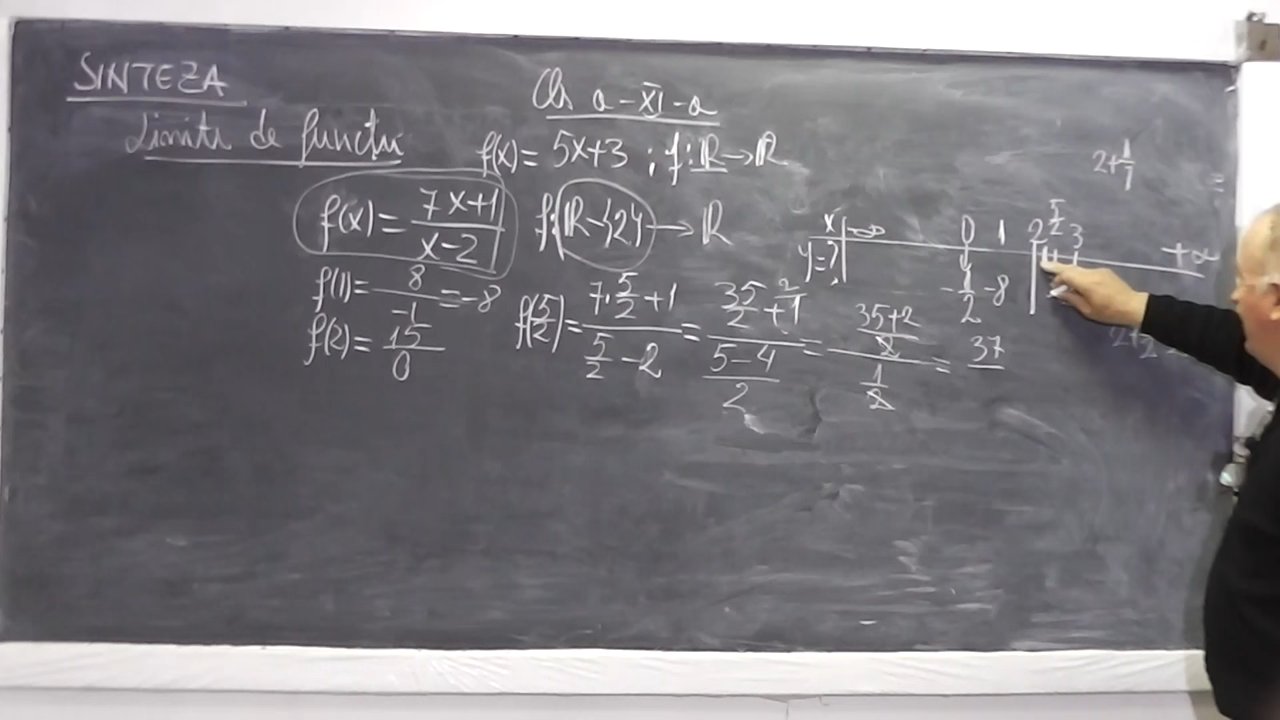 SINTEZA
Cls a-XI-a
Limite de funcții
f(x) = 5x+3 ; f: ℝ → ℝ
2+1/7
f(x) = (7x+1)/(x-2) f: ℝ-{2} → ℝ
x | -∞ 0 1 2 5/2 3 +∞
y=? -1/2 -8
f(1) = 8/-1 = -8
f(2) = 15/0
f(5/2) = (7·5/2+1)/(5/2-2) = (35/2+1)/((5-4)/2) = ((35+2)/2)/(1/2) = 37